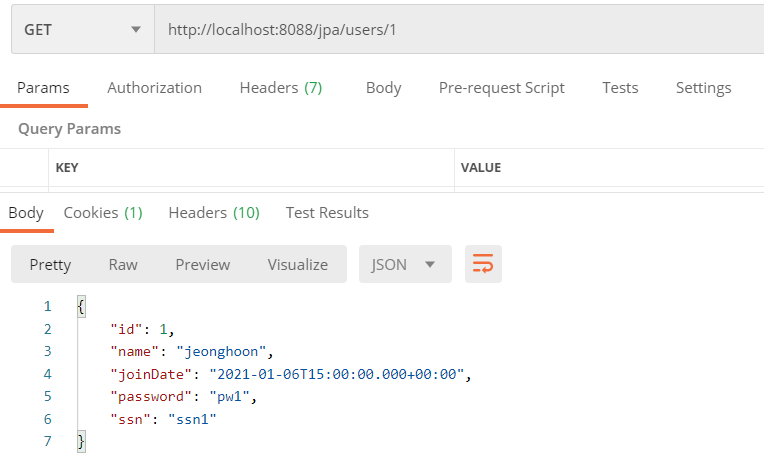 GET http://localhost:8088/jpa/users/1
Params Authorization Headers (7) Body Pre-request Script Tests Settings
Query Params
KEY VALUE
Body Cookies (1) Headers (10) Test Results
Pretty Raw Preview Visualize JSON
1 {
2 "id": 1,
3 "name": "jeonghoon",
4 "joinDate": "2021-01-06T15:00:00.000+00:00",
5 "password": "pw1",
6 "ssn": "ssn1"
7 }